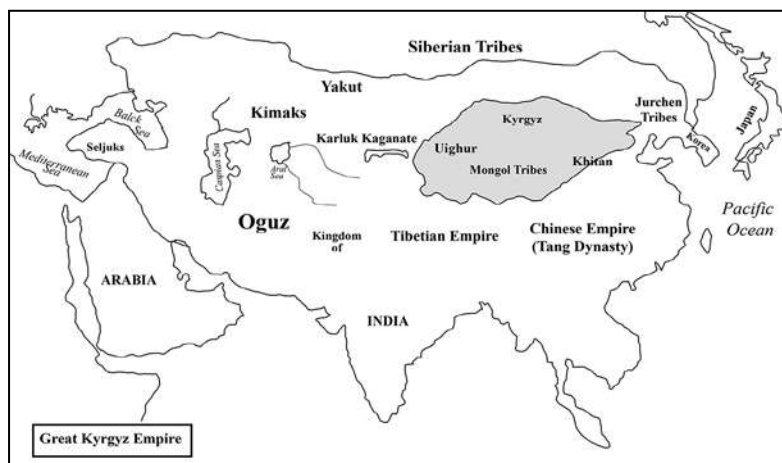 Siberian Tribes
Yakut
Kimaks
Kyrgyz
Jurchen
Tribes
Japan
Balck
Sea
Seljuks
Karluk Kaganate
Uighur
Korea
Mediterranean
Sea
Caspian Sea
Aral
Sea
Mongol Tribes
Khitan
Oguz
Kingdom
of
Tibetian Empire
Chinese Empire
(Tang Dynasty)
Pacific
Ocean
ARABIA
INDIA
Great Kyrgyz Empire